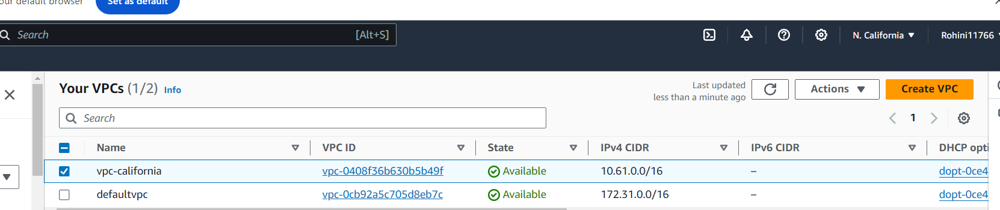 your default browser Set as default
Search [Alt+S] N. California Rohini11766
Your VPCs (1/2) Info Last updated less than a minute ago Actions Create VPC
Search 1
Name VPC ID State IPv4 CIDR IPv6 CIDR DHCP opti
vpc-california vpc-0408f36b630b5b49f Available 10.61.0.0/16 – dopt-0ce4
defaultvpc vpc-0cb92a5c705d8eb7c Available 172.31.0.0/16 – dopt-0ce4